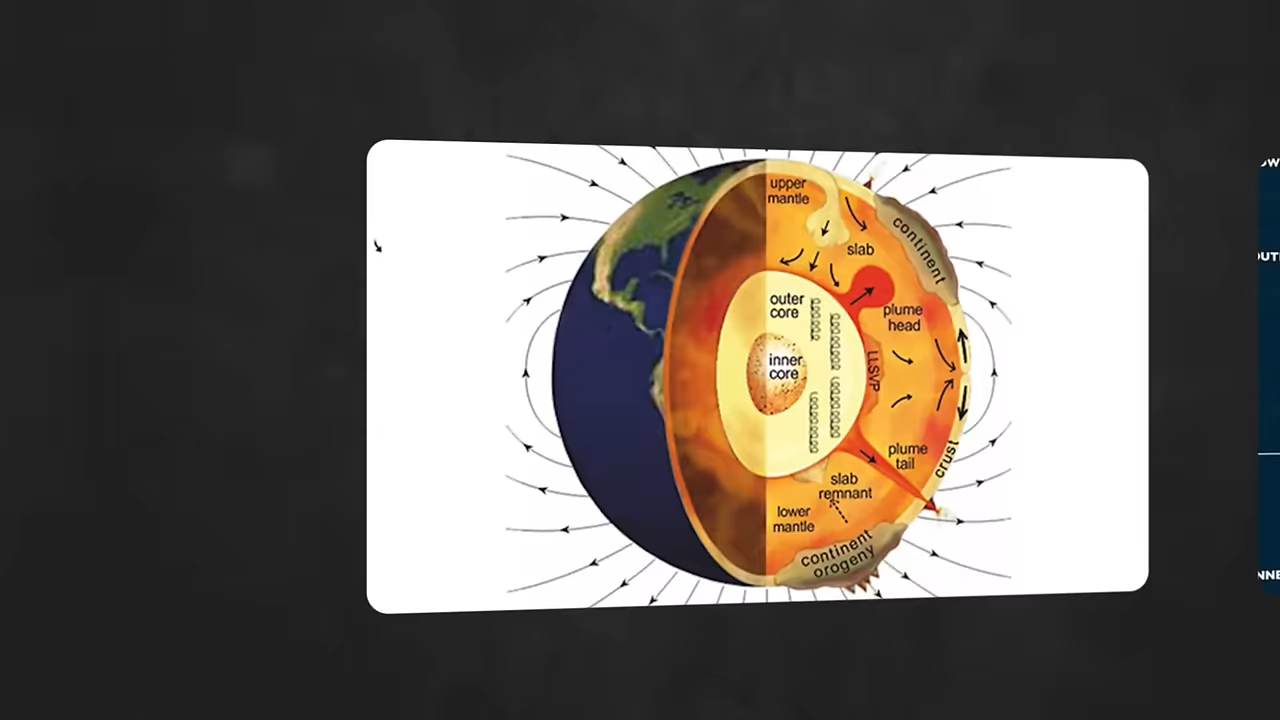 upper
mantle
continent
slab
outer
core
plume
head
inner
core
LLSVP
plume
tail
crust
slab
remnant
lower
mantle
continent
orogeny